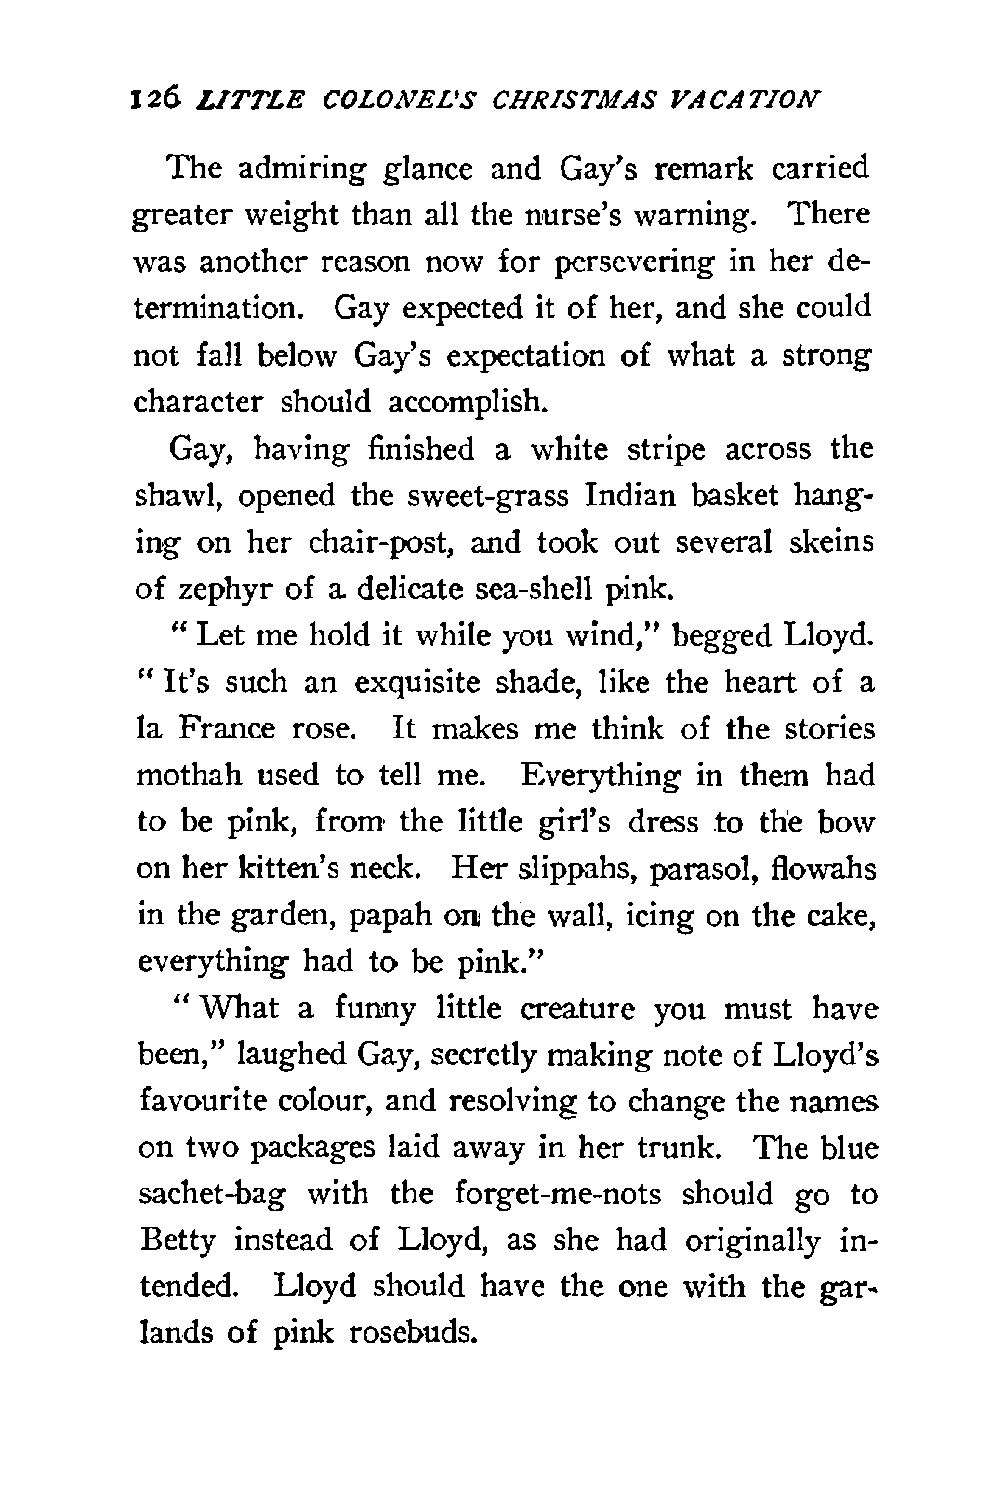 126 LITTLE COLONEL'S CHRISTMAS VACATION
The admiring glance and Gay's remark carried
greater weight than all the nurse's warning. There
was another reason now for persevering in her de-
termination. Gay expected it of her, and she could
not fall below Gay's expectation of what a strong
character should accomplish.
Gay, having finished a white stripe across the
shawl, opened the sweet-grass Indian basket hang-
ing on her chair-post, and took out several skeins
of zephyr of a delicate sea-shell pink.
" Let me hold it while you wind," begged Lloyd.
" It's such an exquisite shade, like the heart of a
la France rose. It makes me think of the stories
mothah used to tell me. Everything in them had
to be pink, from the little girl's dress to the bow
on her kitten's neck. Her slippahs, parasol, flowahs
in the garden, papah on the wall, icing on the cake,
everything had to be pink."
" What a funny little creature you must have
been," laughed Gay, secretly making note of Lloyd's
favourite colour, and resolving to change the names
on two packages laid away in her trunk. The blue
sachet-bag with the forget-me-nots should go to
Betty instead of Lloyd, as she had originally in-
tended. Lloyd should have the one with the gar-
lands of pink rosebuds.